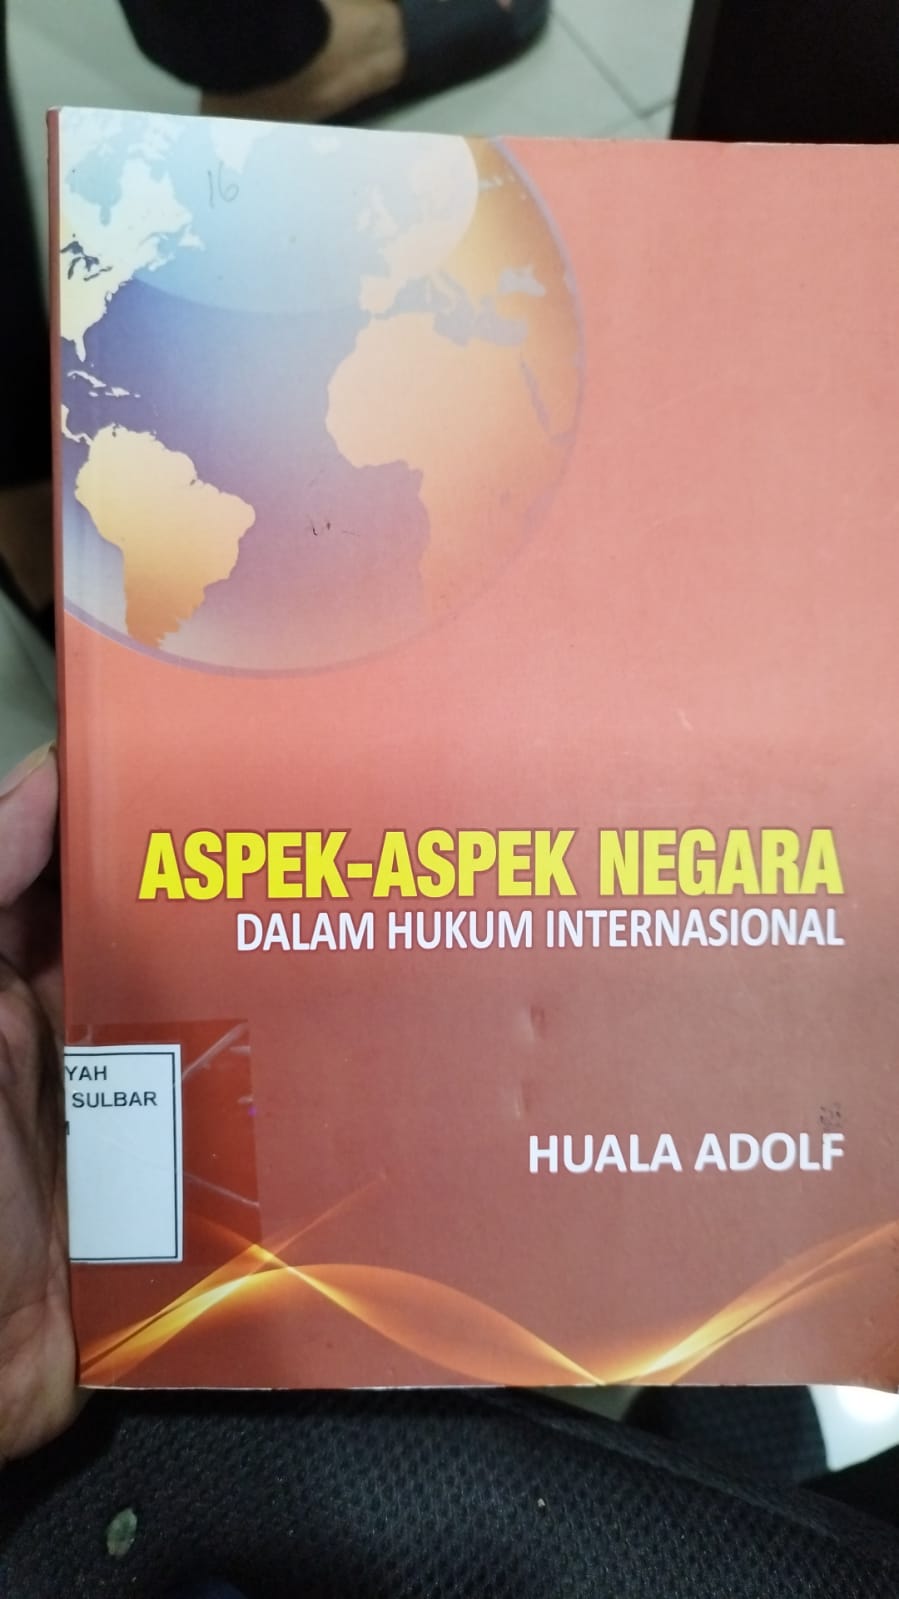 16
ASPEK-ASPEK NEGARA
DALAM HUKUM INTERNASIONAL
YAH
SULBAR
HUALA ADOLF